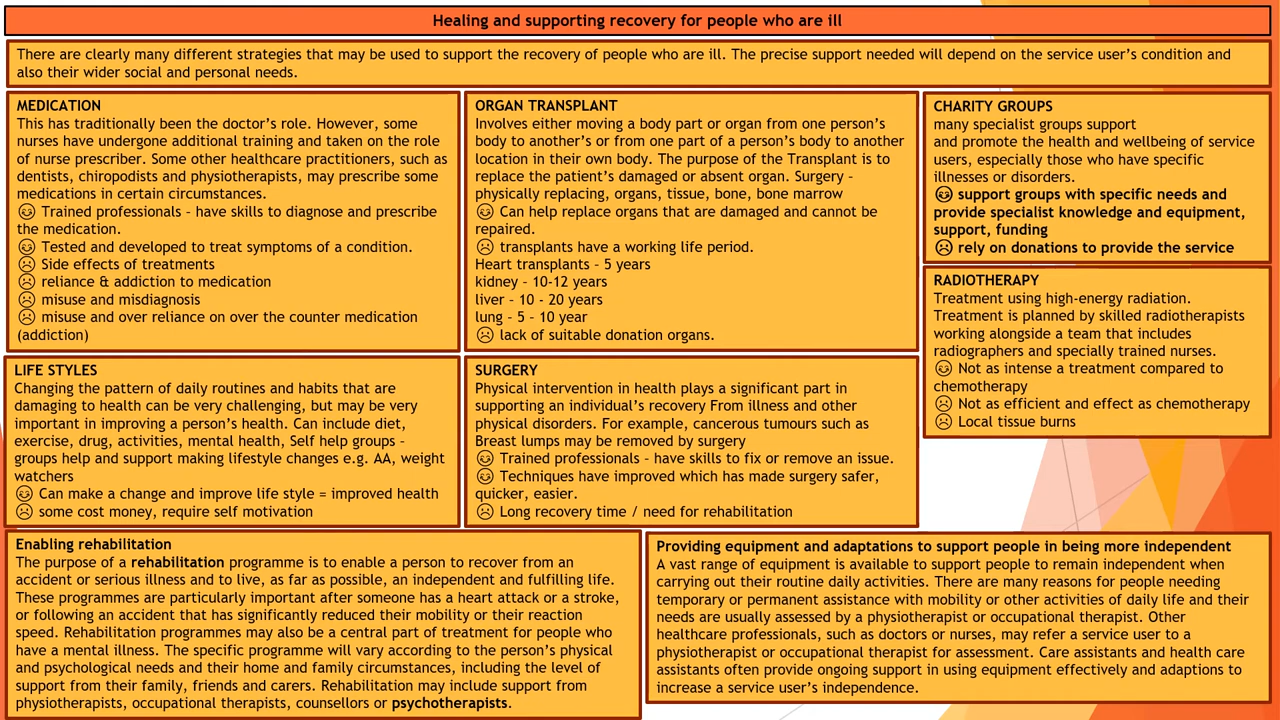 Healing and supporting recovery for people who are ill
There are clearly many different strategies that may be used to support the recovery of people who are ill. The precise support needed will depend on the service user's condition and
also their wider social and personal needs.
MEDICATION
This has traditionally been the doctor's role. However, some
nurses have undergone additional training and taken on the role
of nurse prescriber. Some other healthcare practitioners, such as
dentists, chiropodists and physiotherapists, may prescribe some
medications in certain circumstances.
😊 Trained professionals – have skills to diagnose and prescribe
the medication.
😊 Tested and developed to treat symptoms of a condition.
☹ Side effects of treatments
☹ reliance & addiction to medication
☹ misuse and misdiagnosis
☹ misuse and over reliance on over the counter medication
(addiction)
ORGAN TRANSPLANT
Involves either moving a body part or organ from one person's
body to another's or from one part of a person's body to another
location in their own body. The purpose of the Transplant is to
replace the patient's damaged or absent organ. Surgery –
physically replacing, organs, tissue, bone, bone marrow
😊 Can help replace organs that are damaged and cannot be
repaired.
☹ transplants have a working life period.
Heart transplants – 5 years
kidney – 10-12 years
liver – 10 - 20 years
lung – 5 - 10 year
☹ lack of suitable donation organs.
CHARITY GROUPS
many specialist groups support
and promote the health and wellbeing of service
users, especially those who have specific
illnesses or disorders.
😊 support groups with specific needs and
provide specialist knowledge and equipment,
support, funding
☹ rely on donations to provide the service
RADIOTHERAPY
Treatment using high-energy radiation.
Treatment is planned by skilled radiotherapists
working alongside a team that includes
radiographers and specially trained nurses.
😊 Not as intense a treatment compared to
chemotherapy
☹ Not as efficient and effect as chemotherapy
☹ Local tissue burns
LIFE STYLES
Changing the pattern of daily routines and habits that are
damaging to health can be very challenging, but may be very
important in improving a person's health. Can include diet,
exercise, drug, activities, mental health, Self help groups –
groups help and support making lifestyle changes e.g. AA, weight
watchers
😊 Can make a change and improve life style = improved health
☹ some cost money, require self motivation
SURGERY
Physical intervention in health plays a significant part in
supporting an individual's recovery From illness and other
physical disorders. For example, cancerous tumours such as
Breast lumps may be removed by surgery
😊 Trained professionals – have skills to fix or remove an issue.
😊 Techniques have improved which has made surgery safer,
quicker, easier.
☹ Long recovery time / need for rehabilitation
Enabling rehabilitation
The purpose of a rehabilitation programme is to enable a person to recover from an
accident or serious illness and to live, as far as possible, an independent and fulfilling life.
These programmes are particularly important after someone has a heart attack or a stroke,
or following an accident that has significantly reduced their mobility or their reaction
speed. Rehabilitation programmes may also be a central part of treatment for people who
have a mental illness. The specific programme will vary according to the person's physical
and psychological needs and their home and family circumstances, including the level of
support from their family, friends and carers. Rehabilitation may include support from
physiotherapists, occupational therapists, counsellors or psychotherapists.
Providing equipment and adaptations to support people in being more independent
A vast range of equipment is available to support people to remain independent when
carrying out their routine daily activities. There are many reasons for people needing
temporary or permanent assistance with mobility or other activities of daily life and their
needs are usually assessed by a physiotherapist or occupational therapist. Other
healthcare professionals, such as doctors or nurses, may refer a service user to a
physiotherapist or occupational therapist for assessment. Care assistants and health care
assistants often provide ongoing support in using equipment effectively and adaptions to
increase a service user's independence.